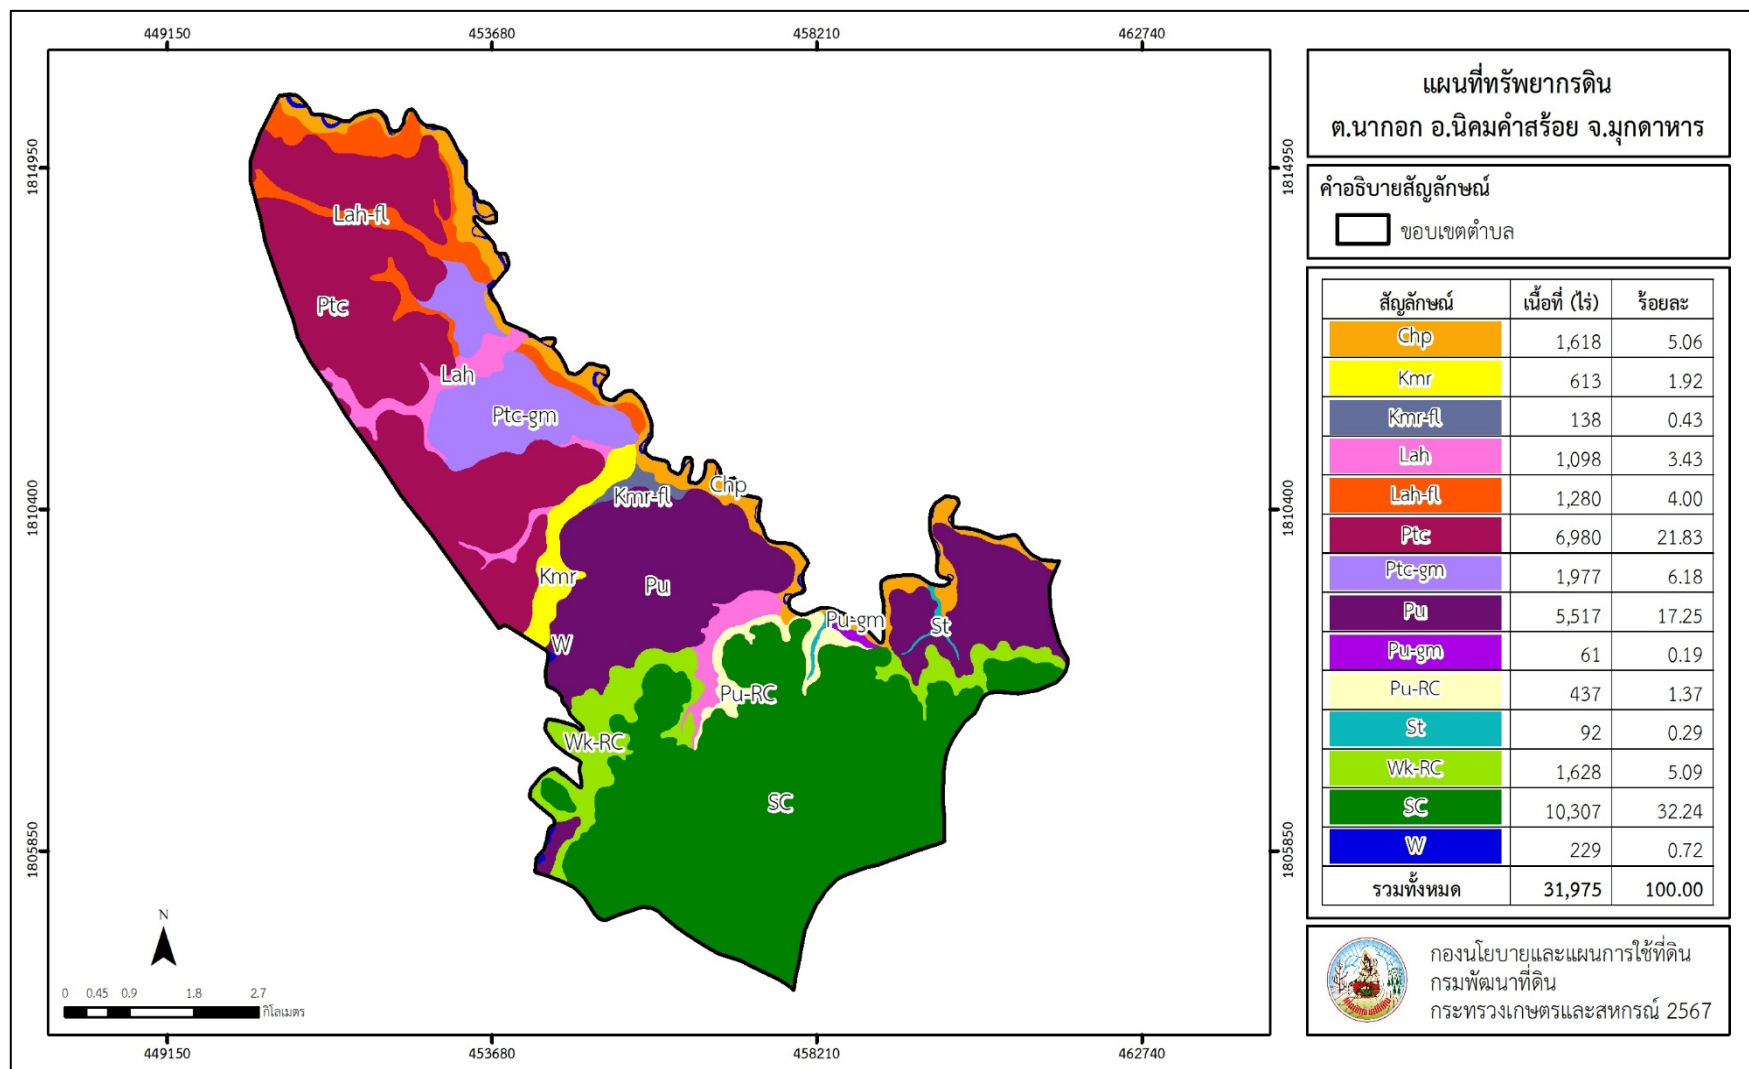 449150 453680 458210 462740
1814950 1814950
1810400 1810400
1805850 1805850
449150 453680 458210 462740
Lah-fl
Ptc
Lah
Ptc-gm
Chp
Kmr-fl
Kmr
Pu
Pu-gm
St
W
Pu-RC
Wk-RC
SC
N
0 0.45 0.9 1.8 2.7
กิโลเมตร
แผนที่ทรัพยากรดิน
ต.นากอก อ.นิคมคำสร้อย จ.มุกดาหาร
คำอธิบายสัญลักษณ์
ขอบเขตตำบล
สัญลักษณ์ เนื้อที่ (ไร่) ร้อยละ
Chp 1,618 5.06
Kmr 613 1.92
Kmr-fl 138 0.43
Lah 1,098 3.43
Lah-fl 1,280 4.00
Ptc 6,980 21.83
Ptc-gm 1,977 6.18
Pu 5,517 17.25
Pu-gm 61 0.19
Pu-RC 437 1.37
St 92 0.29
Wk-RC 1,628 5.09
SC 10,307 32.24
W 229 0.72
รวมทั้งหมด 31,975 100.00
กองนโยบายและแผนการใช้ที่ดิน
กรมพัฒนาที่ดิน
กระทรวงเกษตรและสหกรณ์ 2567